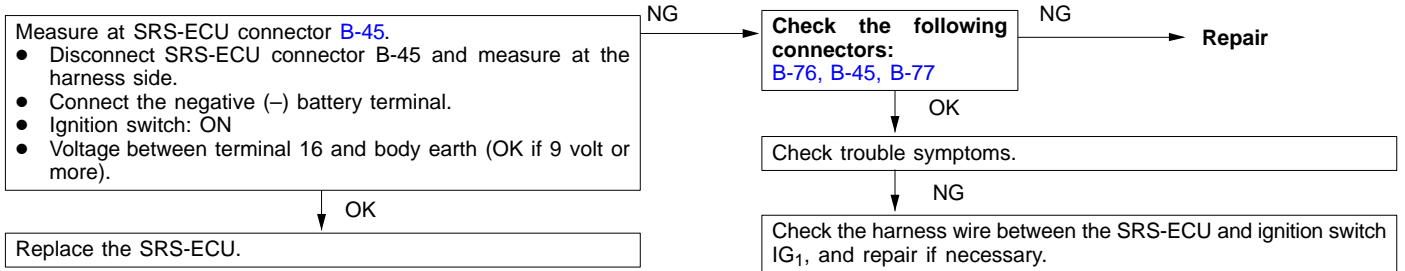 Measure at SRS-ECU connector B-45.
● Disconnect SRS-ECU connector B-45 and measure at the
harness side.
● Connect the negative (–) battery terminal.
● Ignition switch: ON
● Voltage between terminal 16 and body earth (OK if 9 volt or
more).
OK
Replace the SRS-ECU.
NG
Check the following
connectors:
B-76, B-45, B-77
NG
Repair
OK
Check trouble symptoms.
NG
Check the harness wire between the SRS-ECU and ignition switch
IG1, and repair if necessary.